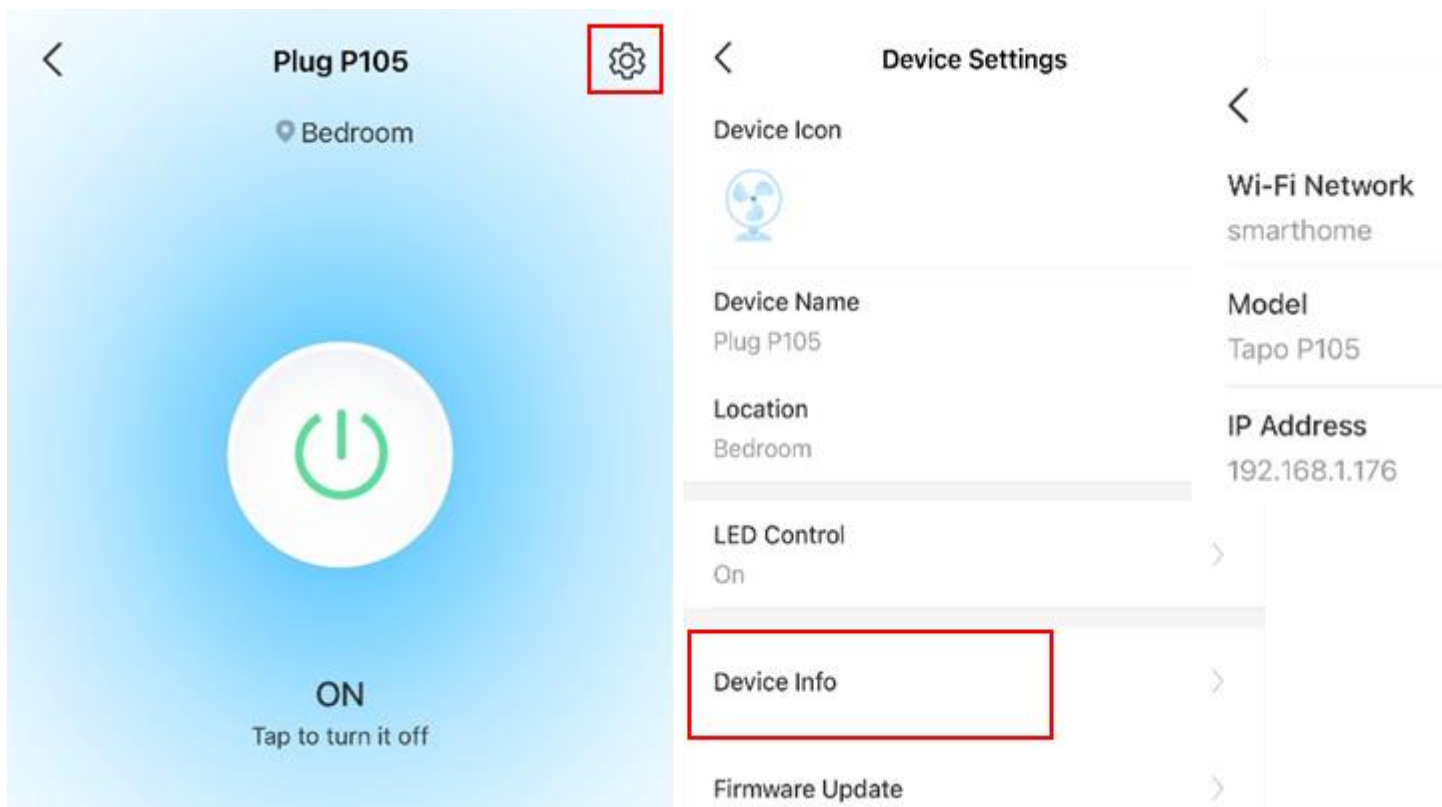 Plug P105
Bedroom
ON
Tap to turn it off
Device Settings
Device Icon
Device Name
Plug P105
Location
Bedroom
LED Control
On
Device Info
Firmware Update
Wi-Fi Network
smarthome
Model
Tapo P105
IP Address
192.168.1.176